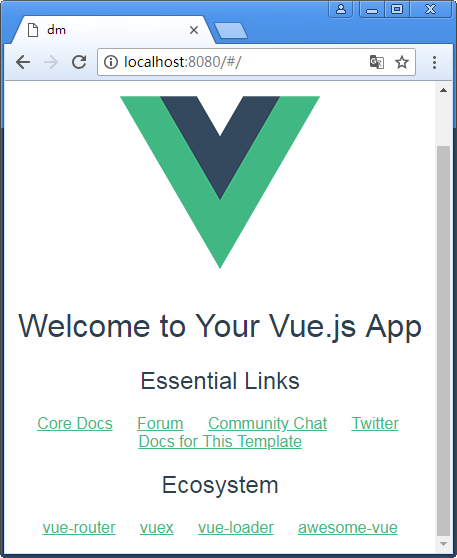 dm
localhost:8080/#/
Welcome to Your Vue.js App
Essential Links
Core Docs Forum Community Chat Twitter
Docs for This Template
Ecosystem
vue-router vuex vue-loader awesome-vue